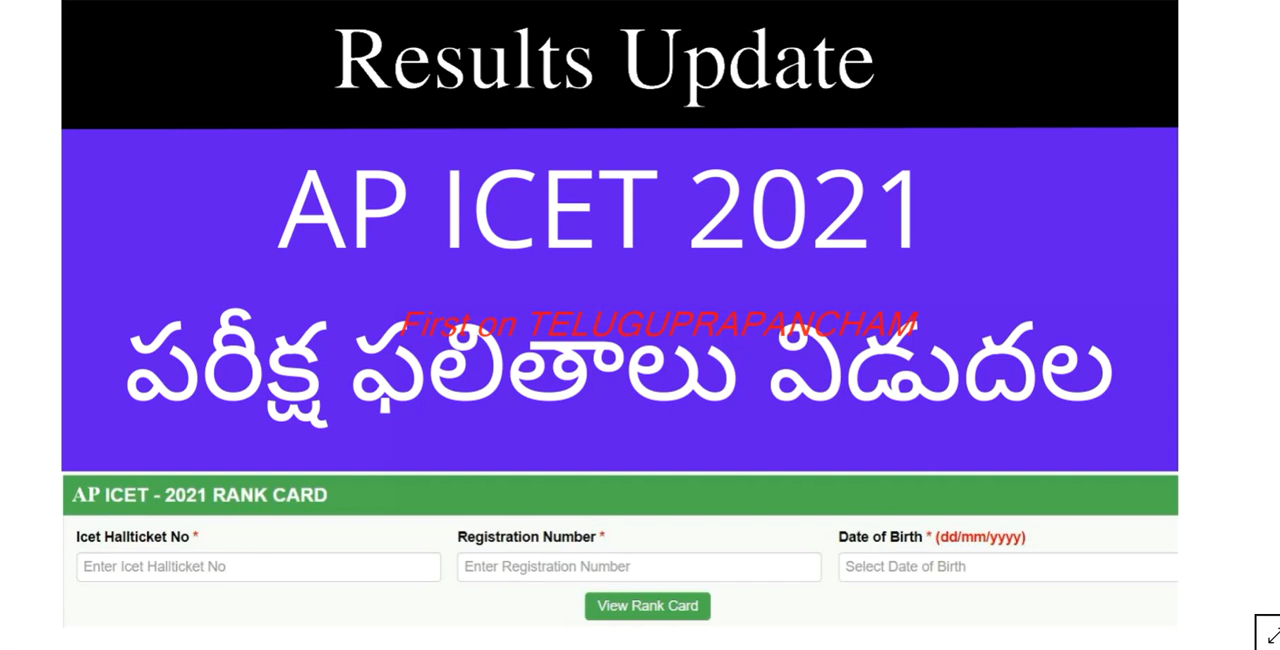 Results Update
AP ICET 2021
First on TELUGUPRAPANCHAM
పరీక్ష ఫలితాలు విడుదల
AP ICET - 2021 RANK CARD
Icet Hallticket No * Registration Number * Date of Birth * (dd/mm/yyyy)
Enter Icet Hallticket No Enter Registration Number Select Date of Birth
View Rank Card